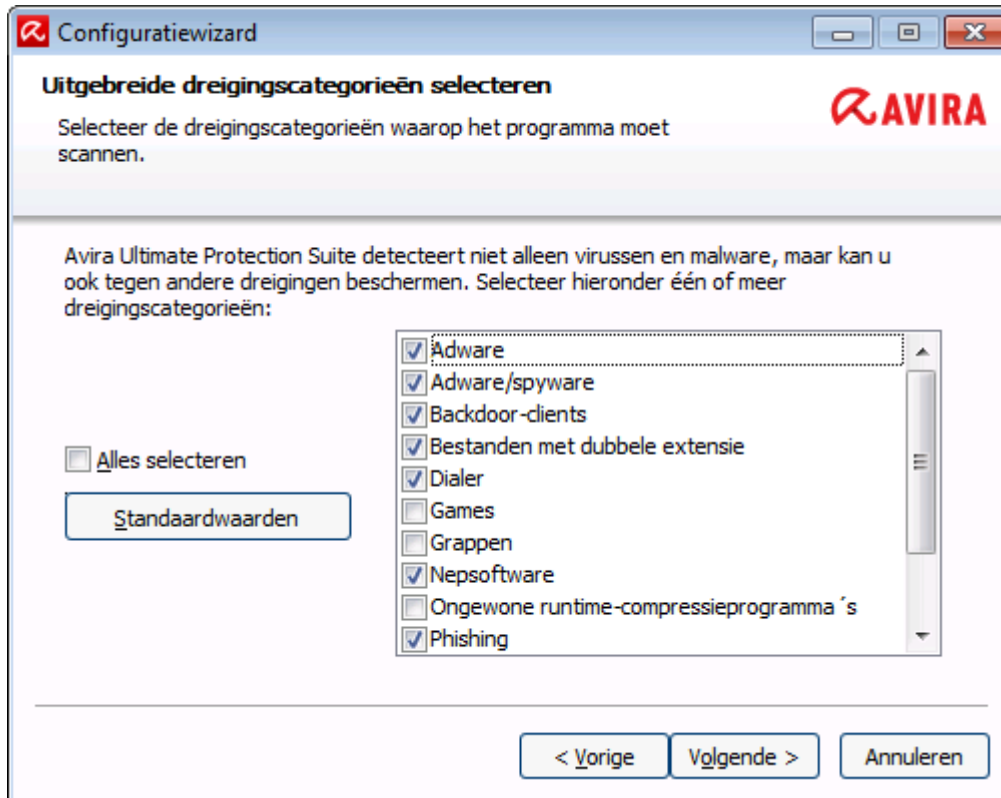 Configuratiewizard
Uitgebreide dreigingscategorieën selecteren
Selecteer de dreigingscategorieën waarop het programma moet
scannen.
AVIRA
Avira Ultimate Protection Suite detecteert niet alleen virussen en malware, maar kan u
ook tegen andere dreigingen beschermen. Selecteer hieronder één of meer
dreigingscategorieën:
Alles selecteren
Standaardwaarden
Adware
Adware/spyware
Backdoor-clients
Bestanden met dubbele extensie
Dialer
Games
Grappen
Nepsoftware
Ongewone runtime-compressieprogramma´s
Phishing
< Vorige
Volgende >
Annuleren